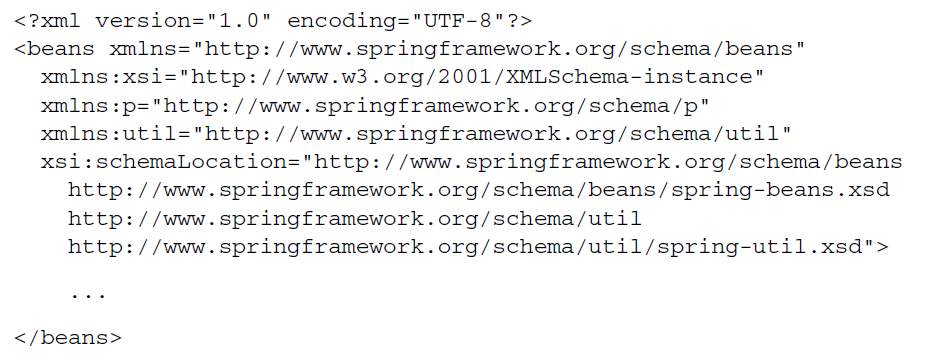 <?xml version="1.0" encoding="UTF-8"?>
<beans xmlns="http://www.springframework.org/schema/beans"
  xmlns:xsi="http://www.w3.org/2001/XMLSchema-instance"
  xmlns:p="http://www.springframework.org/schema/p"
  xmlns:util="http://www.springframework.org/schema/util"
  xsi:schemaLocation="http://www.springframework.org/schema/beans
    http://www.springframework.org/schema/beans/spring-beans.xsd
    http://www.springframework.org/schema/util
    http://www.springframework.org/schema/util/spring-util.xsd">
    ...
</beans>